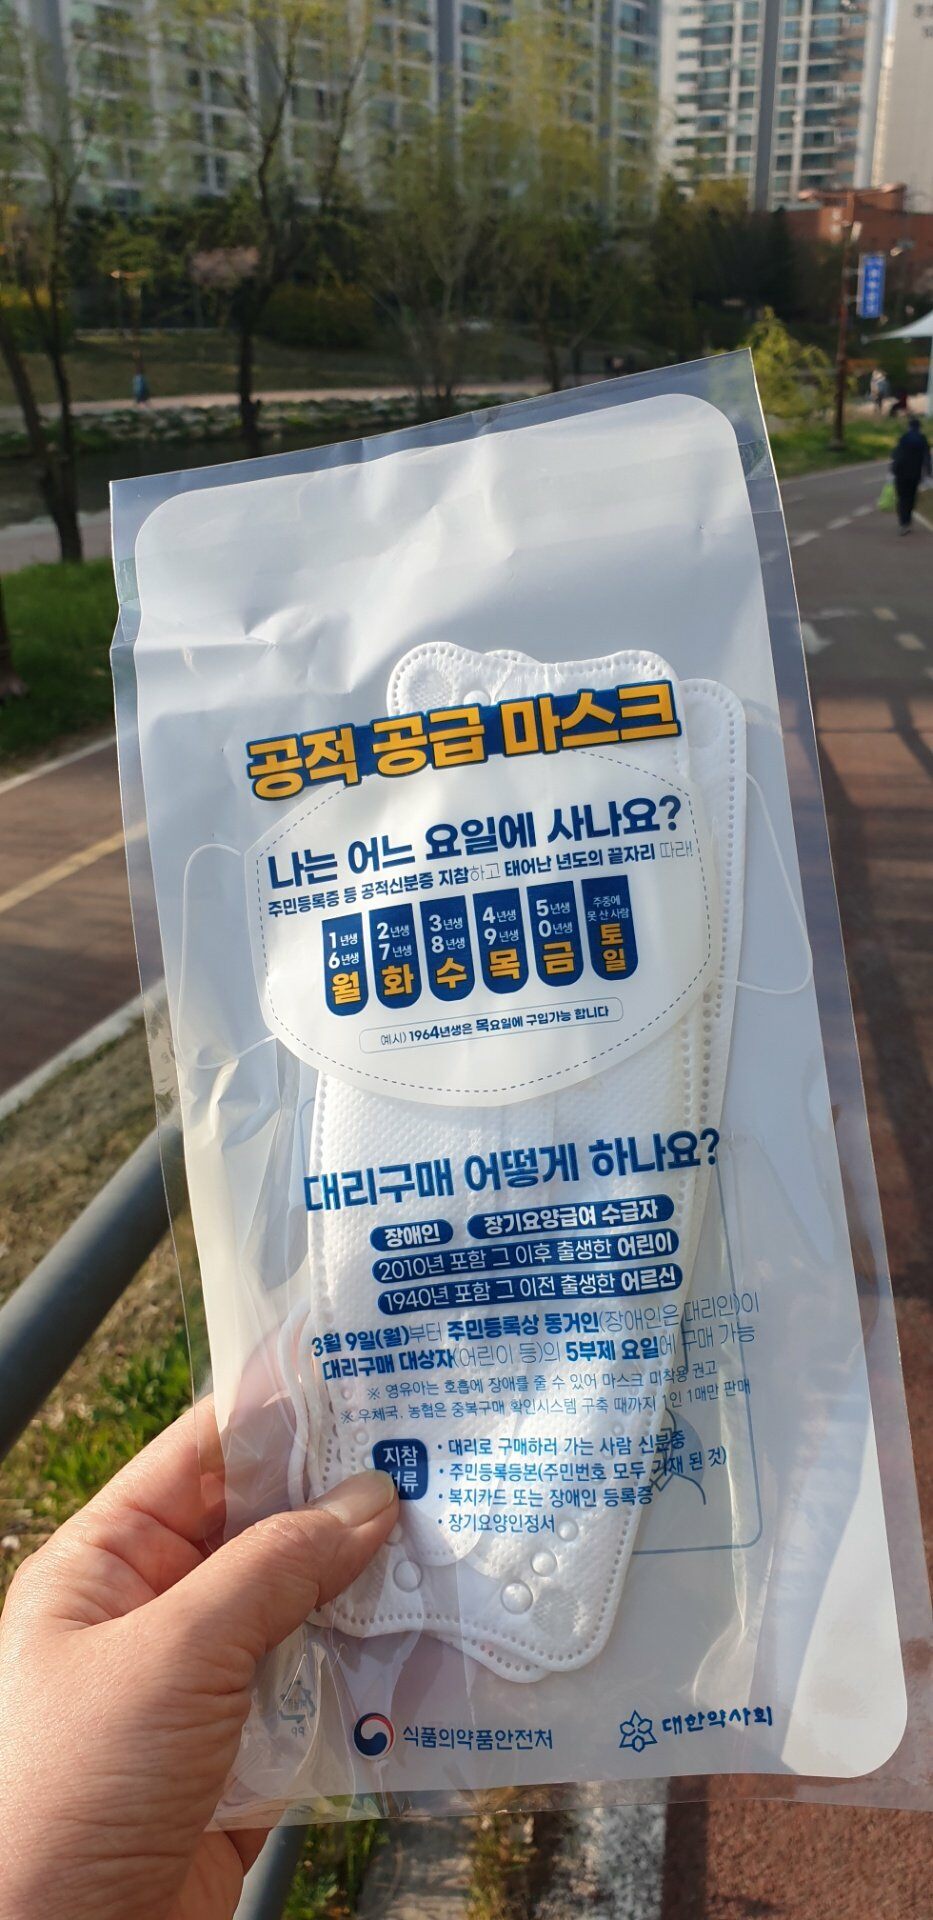 공적 공급 마스크
나는 어느 요일에 사나요?
주민등록증 등 공적신분증 지참하고 태어난 년도의 끝자리 따라!
1년생 2년생 3년생 4년생 5년생 주중에
6년생 7년생 8년생 9년생 0년생 못 산 사람
월 화 수 목 금 토
일
예시) 1964년생은 목요일에 구입가능 합니다
대리구매 어떻게 하나요?
장애인 장기요양급여 수급자
2010년 포함 그 이후 출생한 어린이
1940년 포함 그 이전 출생한 어르신
3월 9일(월)부터 주민등록상 동거인(장애인은 대리인)이
대리구매 대상자(어린이 등)의 5부제 요일에 구매 가능
※ 영유아는 호흡에 장애를 줄 수 있어 마스크 미착용 권고
※ 우체국, 농협은 중복구매 확인시스템 구축 때까지 1인 1매만 판매
지참
서류
· 대리로 구매하러 가는 사람 신분증
· 주민등록등본(주민번호 모두 기재 된 것)
· 복지카드 또는 장애인 등록증
· 장기요양인정서
PP
식품의약품안전처 대한약사회